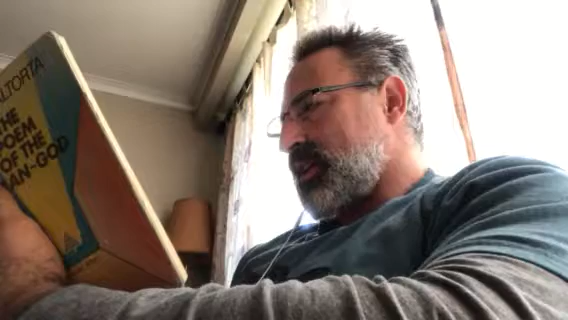 ALTORTA
THE
POEM
OF THE
AN-GOD